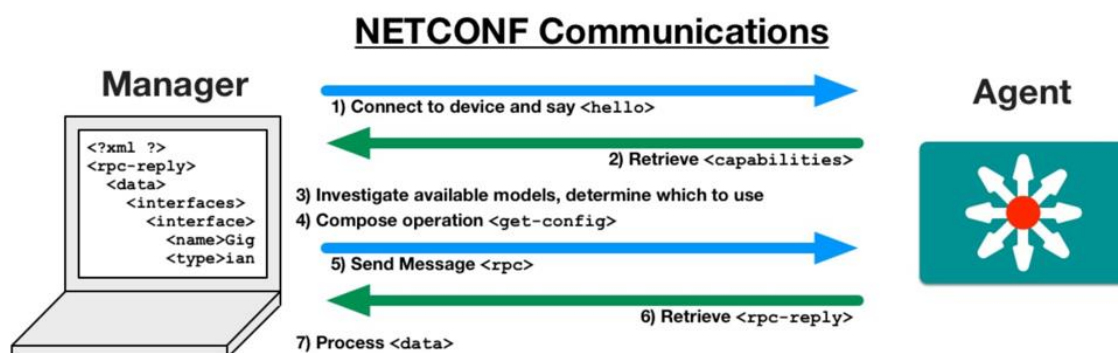 NETCONF Communications
Manager
Agent
1) Connect to device and say <hello>
2) Retrieve <capabilities>
3) Investigate available models, determine which to use
4) Compose operation <get-config>
5) Send Message <rpc>
6) Retrieve <rpc-reply>
7) Process <data>
<?xml ?>
<rpc-reply>
<data>
<interfaces>
<interface>
<name>Gig
<type>ian